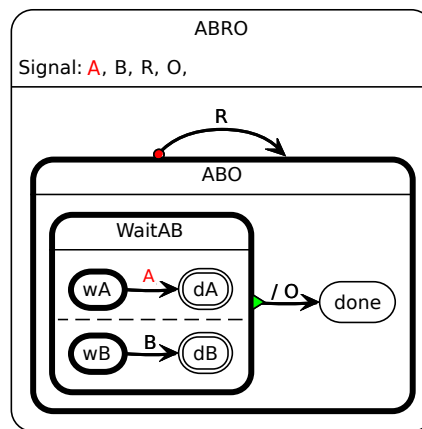 ABRO
Signal: A, B, R, O,
R
ABO
WaitAB
wA
A
dA
/ O
done
wB
B
dB